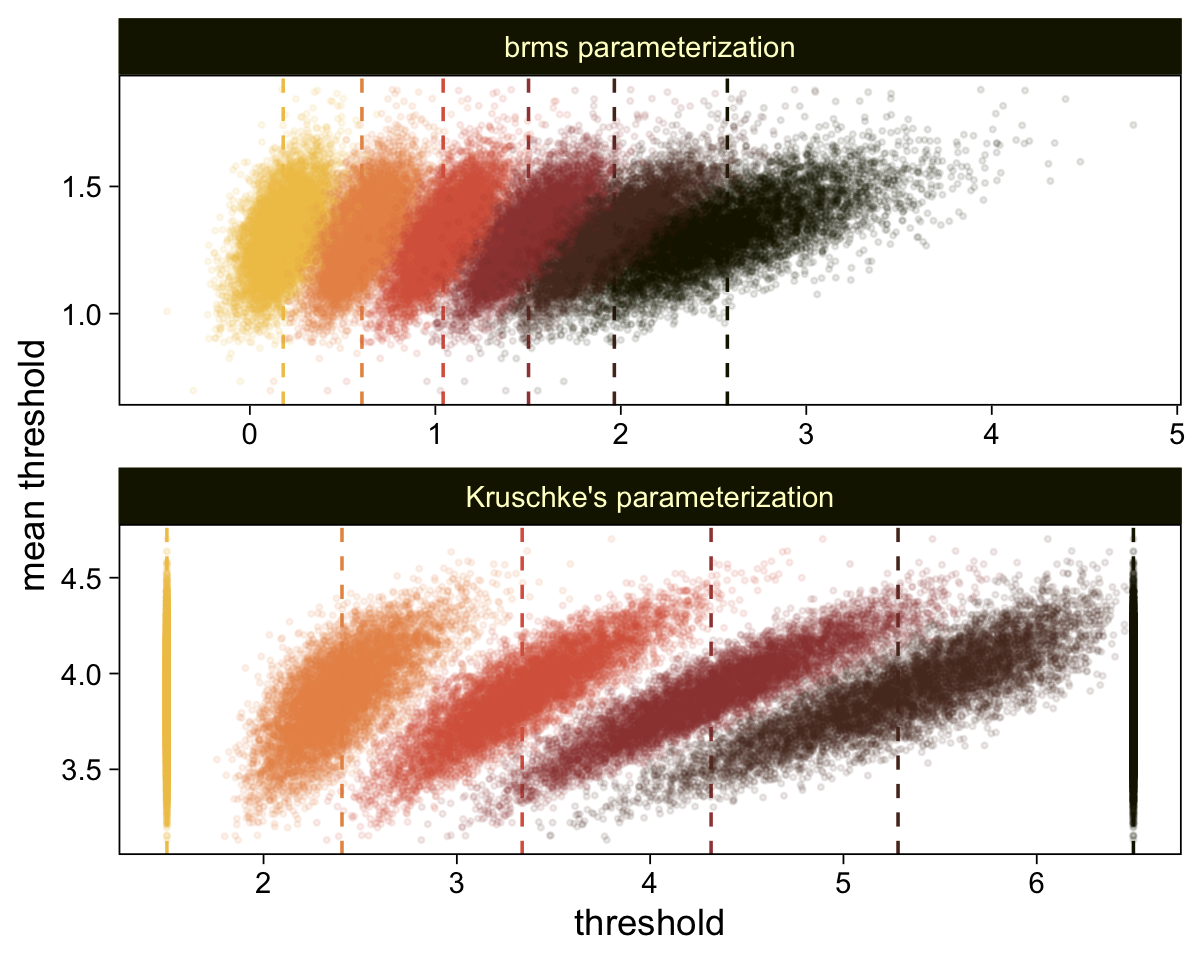 brms parameterization
1.5
1.0
0 1 2 3 4 5
mean threshold
Kruschke's parameterization
4.5
4.0
3.5
2 3 4 5 6
threshold